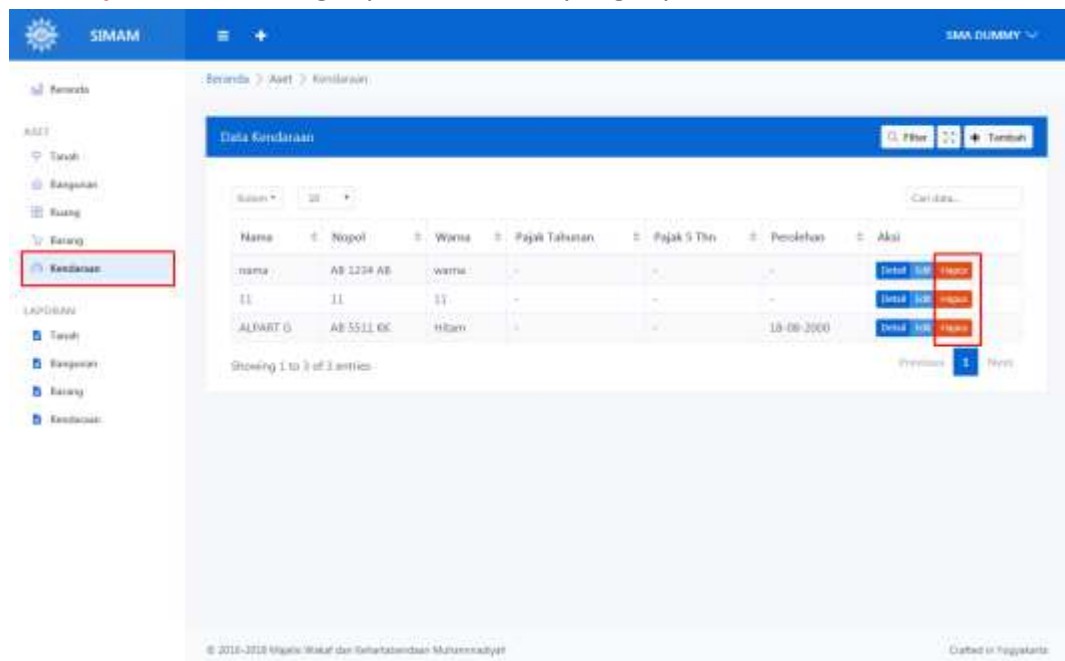 SIMAM
SMA DUMMY
Beranda
Beranda > Aset > Kendaraan
ASET
Tanah
Bangunan
Ruang
Barang
Kendaraan
LAPORAN
Tanah
Bangunan
Barang
Kendaraan
Data Kendaraan
Filter
Tambah
Kolom
10
Cari data...
Nama Nopol Warna Pajak Tahunan Pajak 5 Thn Perolehan Aksi
nama AB 1234 AB warna - - - Detail Edit Hapus
11 11 11 - - - Detail Edit Hapus
ALPART G AB 5511 KK Hitam - - 18-08-2000 Detail Edit Hapus
Showing 1 to 3 of 3 entries
Previous 1 Next
© 2016-2018 Majelis Wakaf dan Kehartabendaan Muhammadiyah
Crafted in Yogyakarta